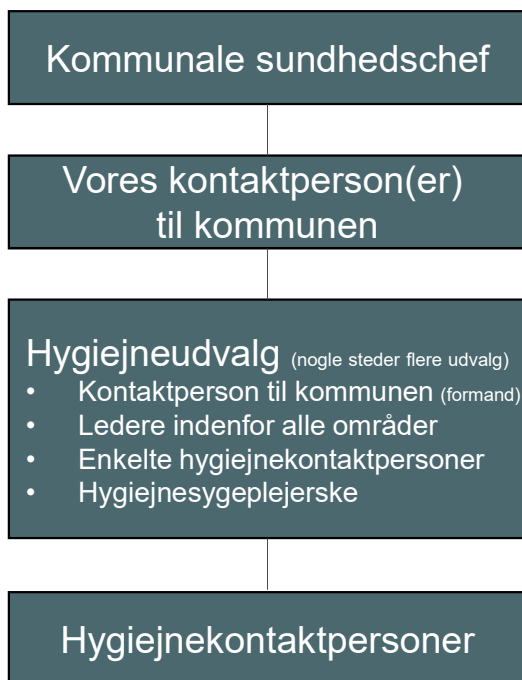 Kommunale sundhedschef
Vores kontaktperson(er)
til kommunen
Hygiejneudvalg (nogle steder flere udvalg)
• Kontaktperson til kommunen (formand)
• Ledere indenfor alle områder
• Enkelte hygiejnekontaktpersoner
• Hygiejnesygeplejerske
Hygiejnekontaktpersoner